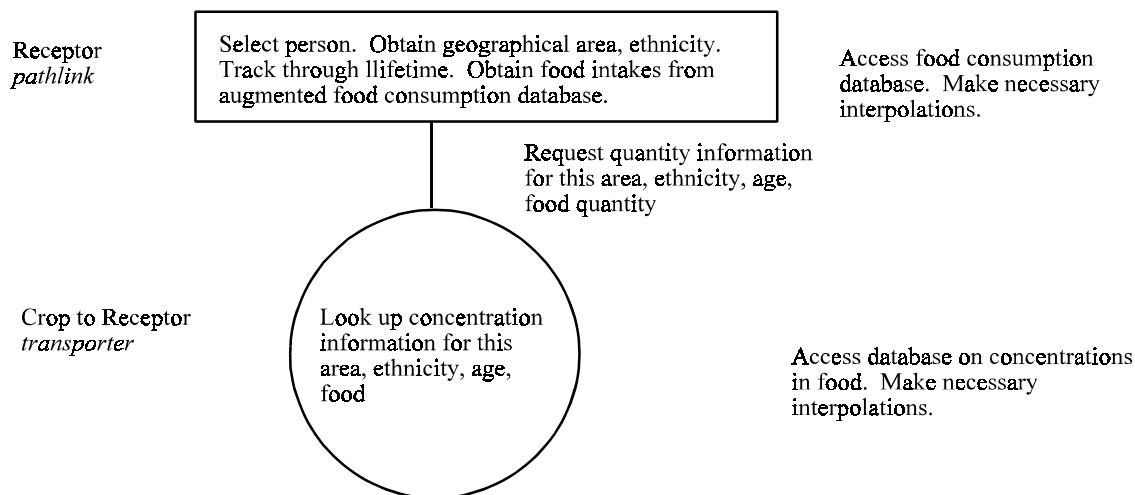 Receptor
pathlink
Select person. Obtain geographical area, ethnicity.
Track through llifetime. Obtain food intakes from
augmented food consumption database.
Access food consumption
database. Make necessary
interpolations.
Request quantity information
for this area, ethnicity, age,
food quantity
Crop to Receptor
transporter
Look up concentration
information for this
area, ethnicity, age,
food
Access database on concentrations
in food. Make necessary
interpolations.